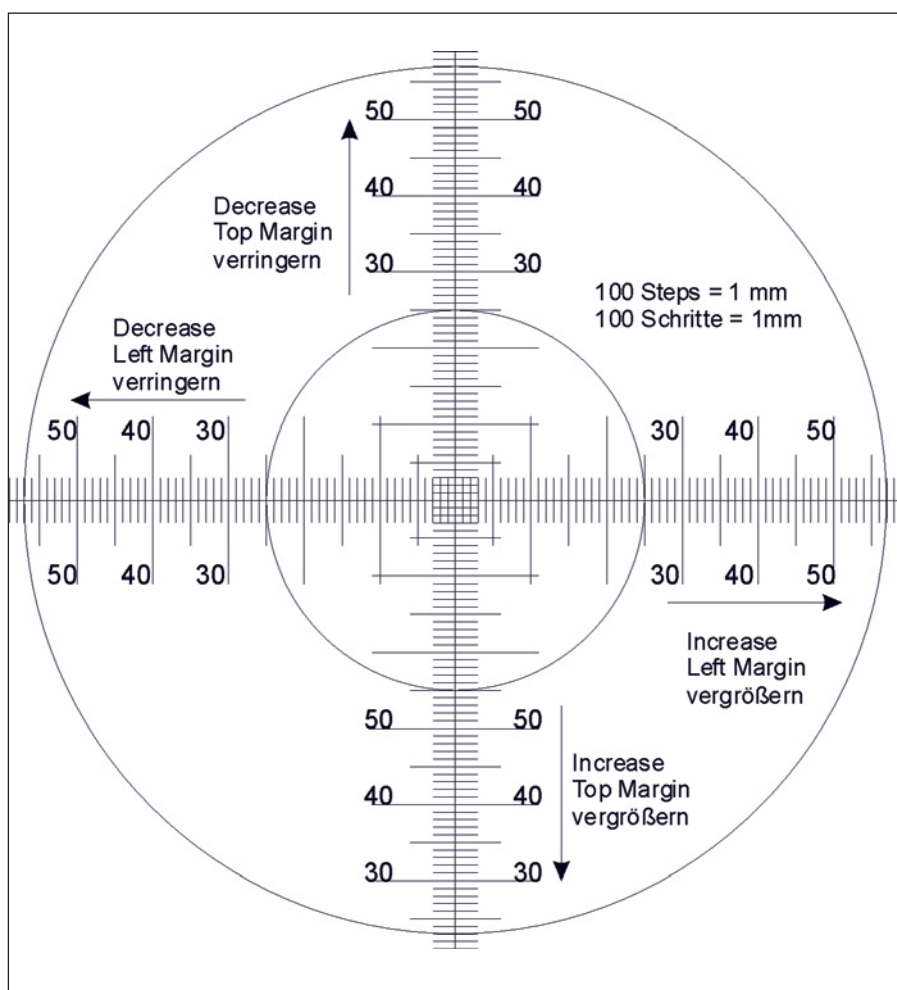 50 50
Decrease
Top Margin
verringern
40 40
30 30
100 Steps = 1 mm
100 Schritte = 1mm
Decrease
Left Margin
verringern
50 40 30 30 40 50
50 40 30 30 40 50
Increase
Left Margin
vergrößern
50 50
Increase
Top Margin
vergrößern
40 40
30 30